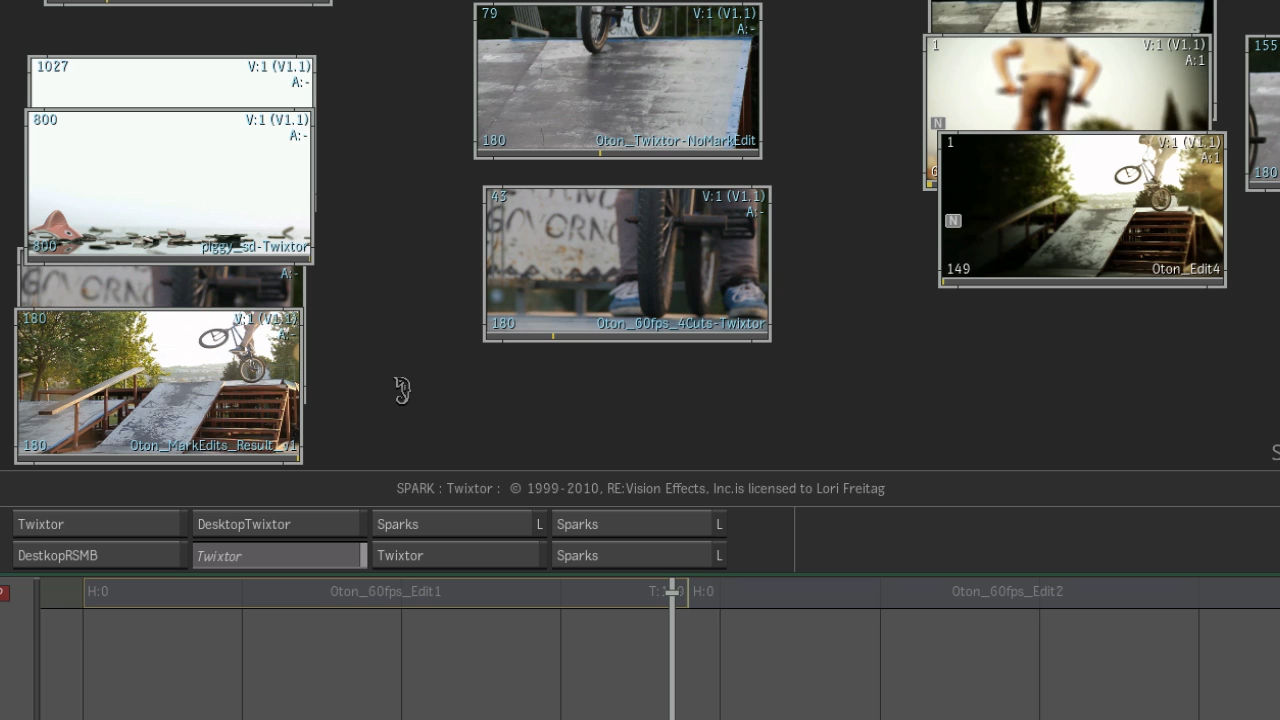 79
V:1 (V1.1)
A:-
1027
V:1 (V1.1)
A:-
1
V:1 (V1.1)
A:1
155
800
V:1 (V1.1)
A:-
180
Oton_Twixtor-NoMarkEdit
N
1
V:1 (V1.1)
A:1
180
43
V:1 (V1.1)
A:-
GOVORNO
N
800
piggy_sd-Twixtor
A:-
149
Oton_Edit4
180
V:1 (V1.1)
180
Oton_60fps_4Cuts-Twixtor
180
SPARK : Twixtor : © 1999-2010, RE:Vision Effects, Inc.is licensed to Lori Freitag
Twixtor
DesktopTwixtor
Sparks
L
Sparks
L
DestkopRSMB
Twixtor
Twixtor
Sparks
L
H:0
Oton_60fps_Edit1
H:0
Oton_60fps_Edit2